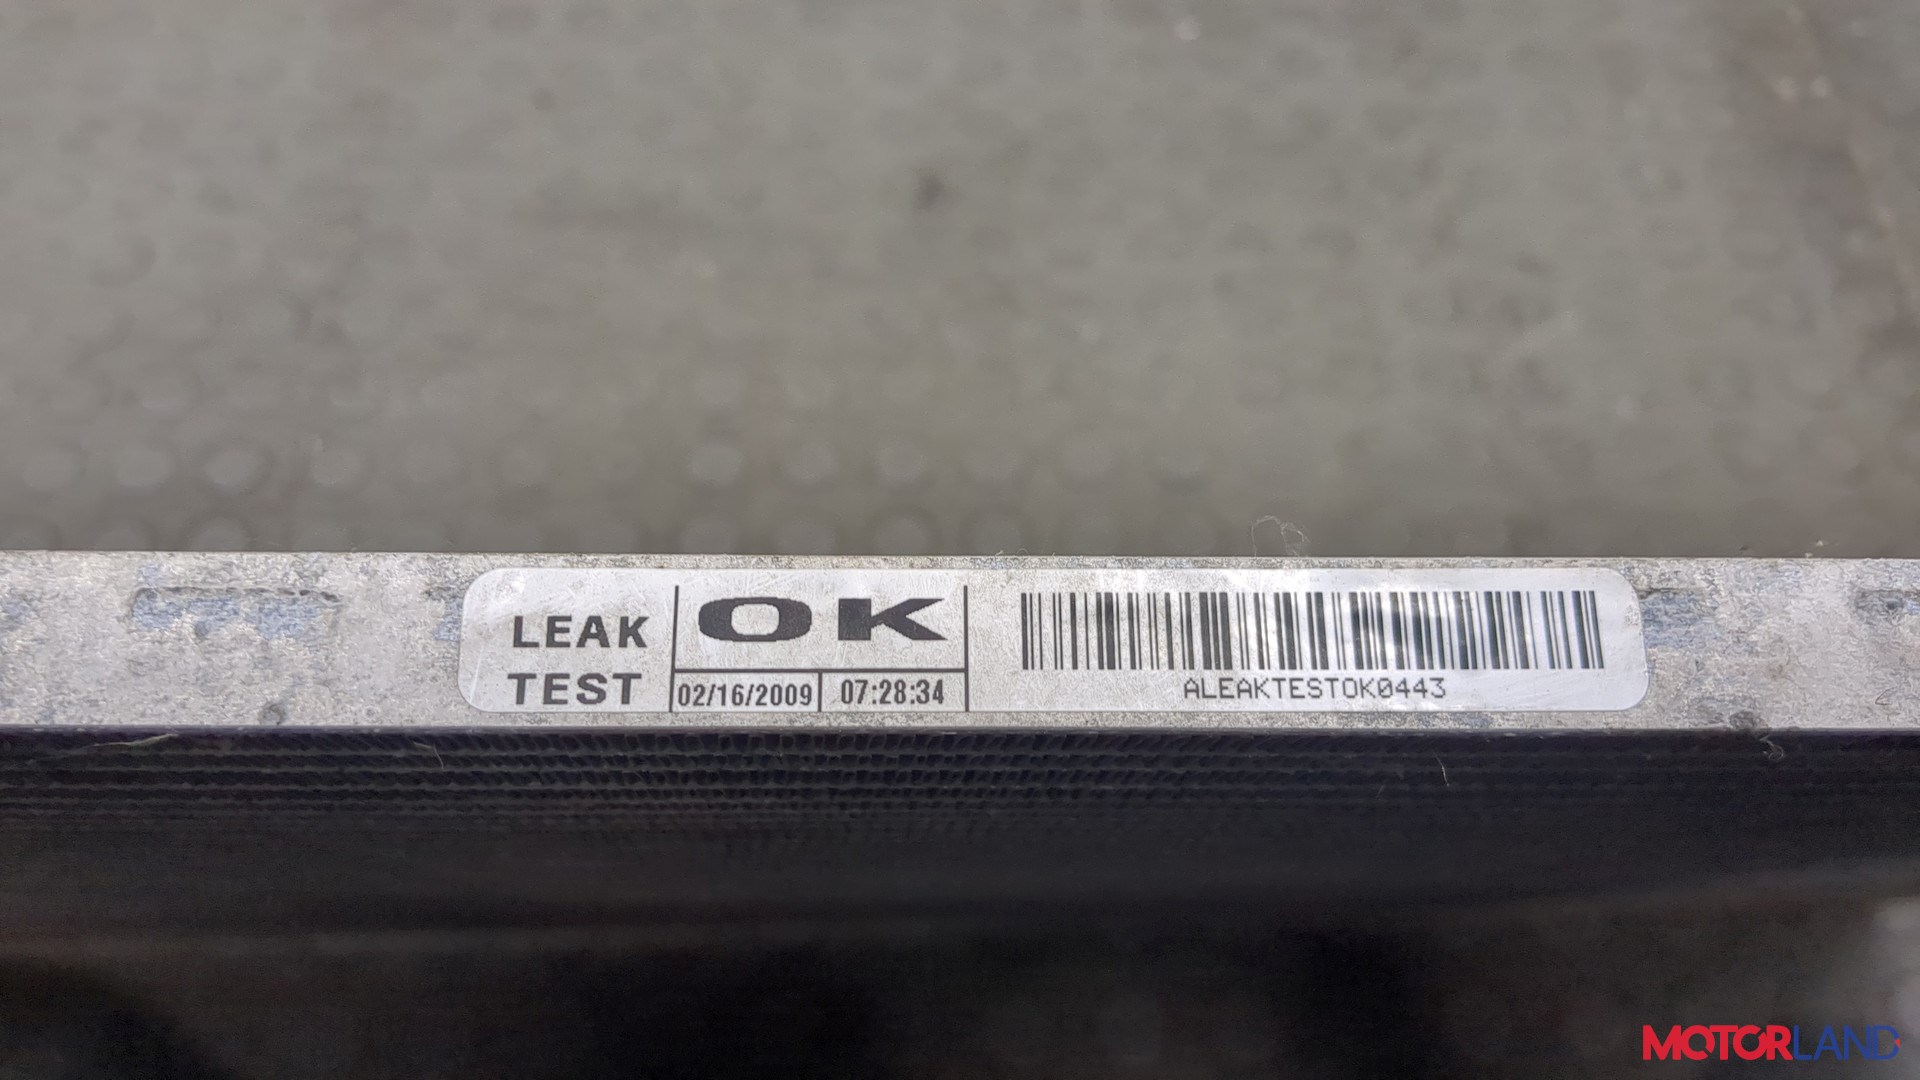 LEAK TEST
OK
02/16/2009 07:28:34
ALEAKTESTOK0443
MOTORLAND